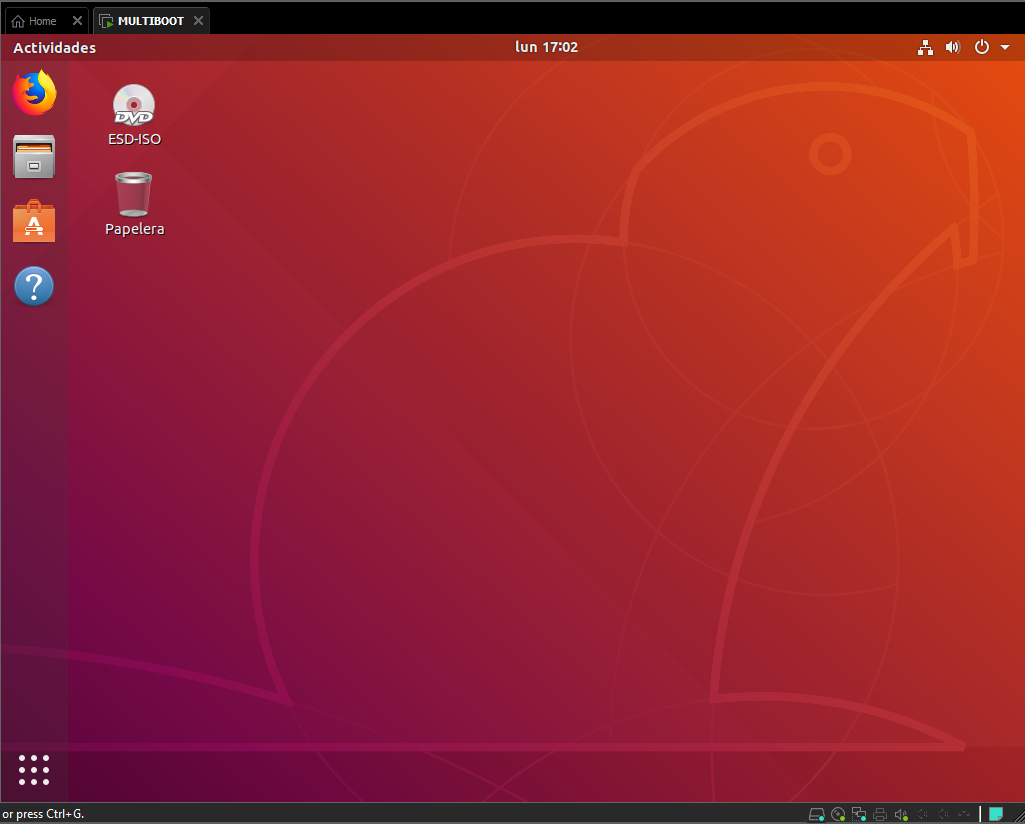 Home
MULTIBOOT
Actividades
lun 17:02
DVD
ESD-ISO
Papelera
A
?
or press Ctrl+G.